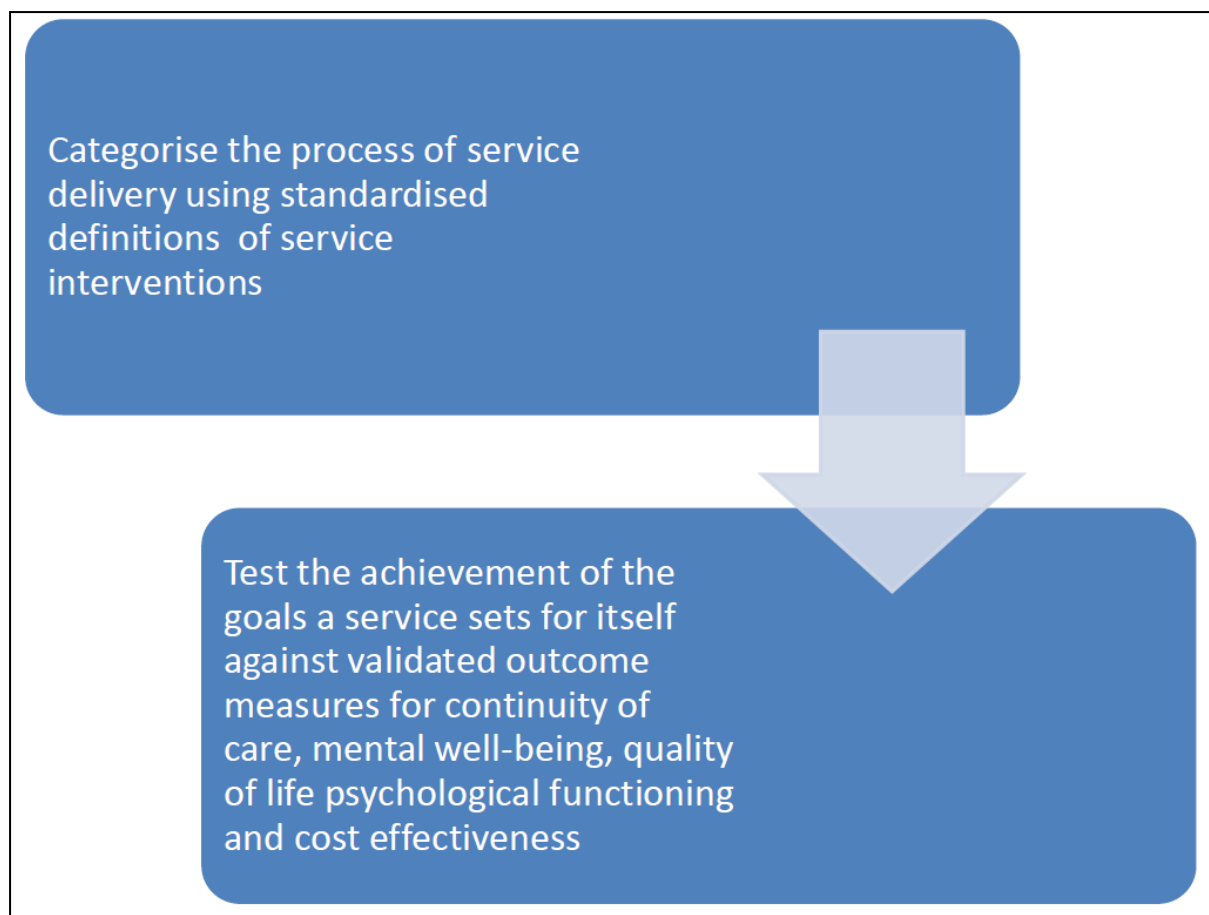 Categorise the process of service
delivery using standardised
definitions  of service
interventions
Test the achievement of the
goals a service sets for itself
against validated outcome
measures for continuity of
care, mental well-being, quality
of life psychological functioning
and cost effectiveness